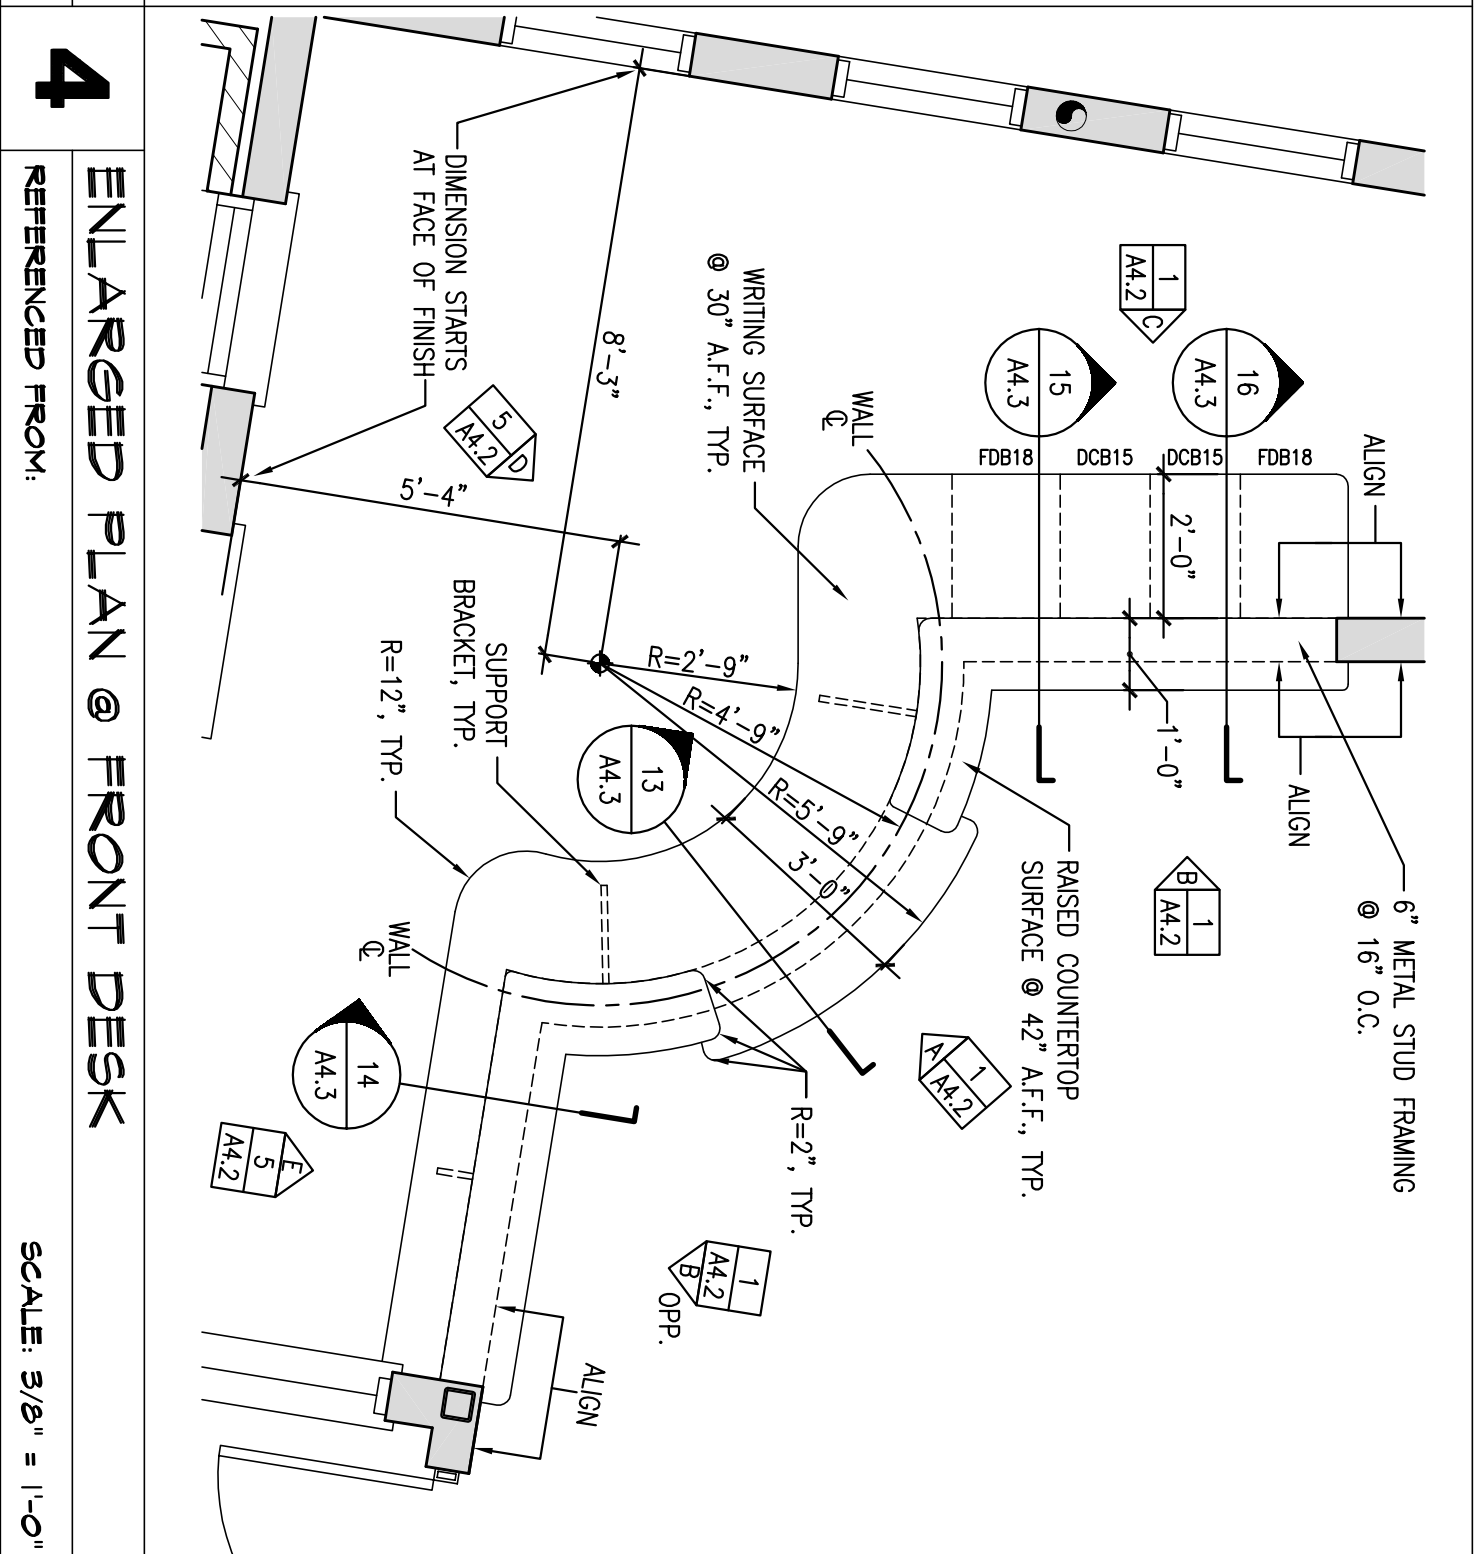 ALIGN
6" METAL STUD FRAMING
@ 16" O.C.
ALIGN
16
A4.3
15
A4.3
1
A4.2
C
FDB18
DCB15
DCB15
FDB18
2'-0"
1'-0"
1
A4.2
B
RAISED COUNTERTOP
SURFACE @ 42" A.F.F., TYP.
WALL
℄
WRITING SURFACE
@ 30" A.F.F., TYP.
8'-3"
DIMENSION STARTS
AT FACE OF FINISH
5
A4.2
D
5'-4"
R=2'-9"
R=4'-9"
R=5'-9"
3'-0"
1
A4.2
A
SUPPORT
BRACKET, TYP.
13
A4.3
R=12", TYP.
R=2", TYP.
WALL
℄
14
A4.3
1
A4.2
B
OPP.
E
5
A4.2
ALIGN
4
ENLARGED PLAN @ FRONT DESK
REFERENCED FROM:
SCALE: 3/8" = 1'-0"